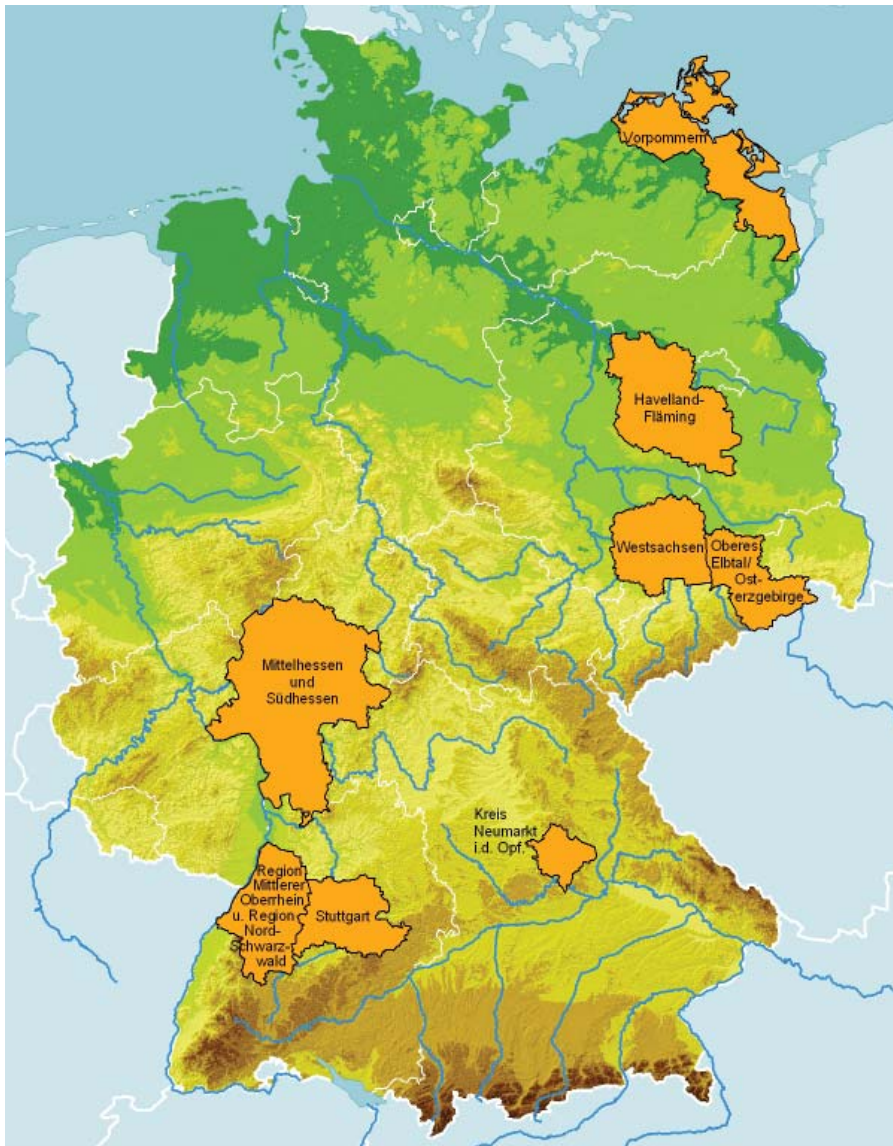 Vorpommern
Havelland-
Fläming
Westsachsen
Oberes
Elbtal/
Ost-
erzgebirge
Mittelhessen
und
Südhessen
Kreis
Neumarkt
i.d. Opf.
Region
Mittlerer
Oberrhein
u. Region
Nord-
Schwarz-
wald
Stuttgart